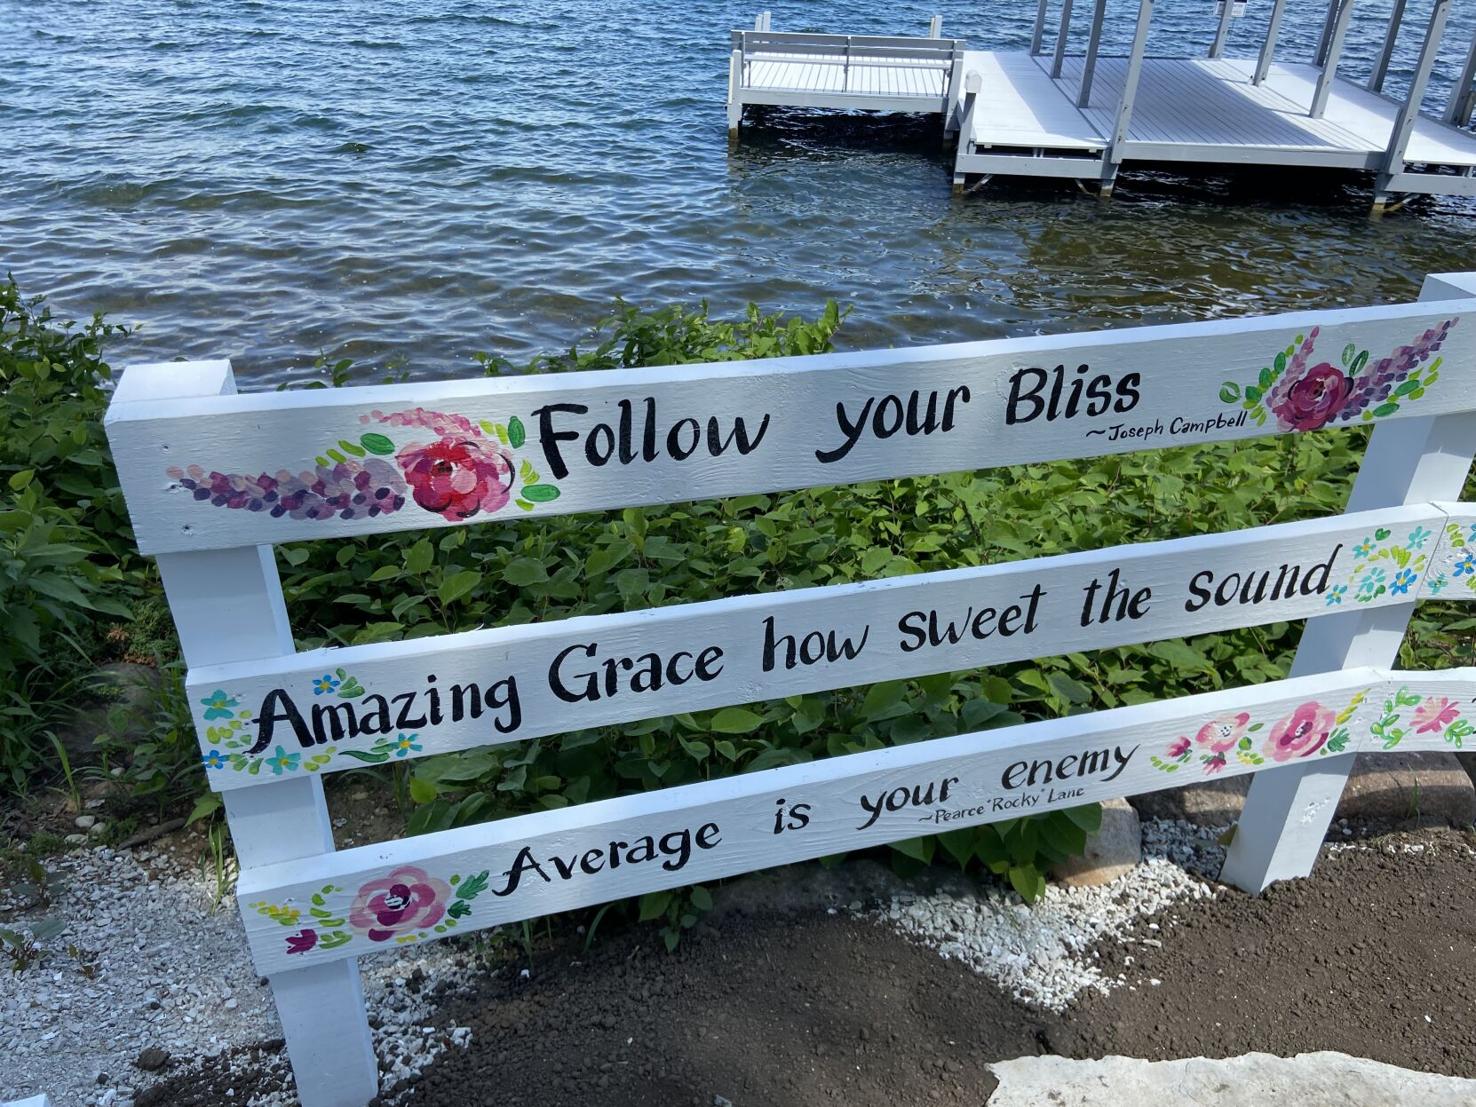 Follow your Bliss
~Joseph Campbell
Amazing Grace how sweet the sound
Average is your enemy
~Pearce "Rocky" Lane